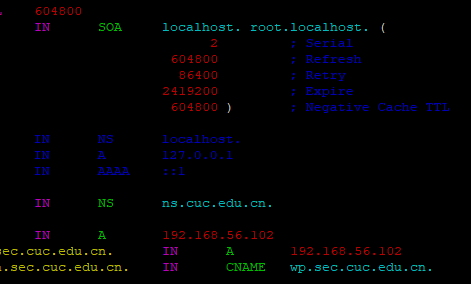 604800
IN SOA localhost. root.localhost. (
2 ; Serial
604800 ; Refresh
86400 ; Retry
2419200 ; Expire
604800 ) ; Negative Cache TTL
IN NS localhost.
IN A 127.0.0.1
IN AAAA ::1
IN NS ns.cuc.edu.cn.
IN A 192.168.56.102
.sec.cuc.edu.cn. IN A 192.168.56.102
.sec.cuc.edu.cn. IN CNAME wp.sec.cuc.edu.cn.